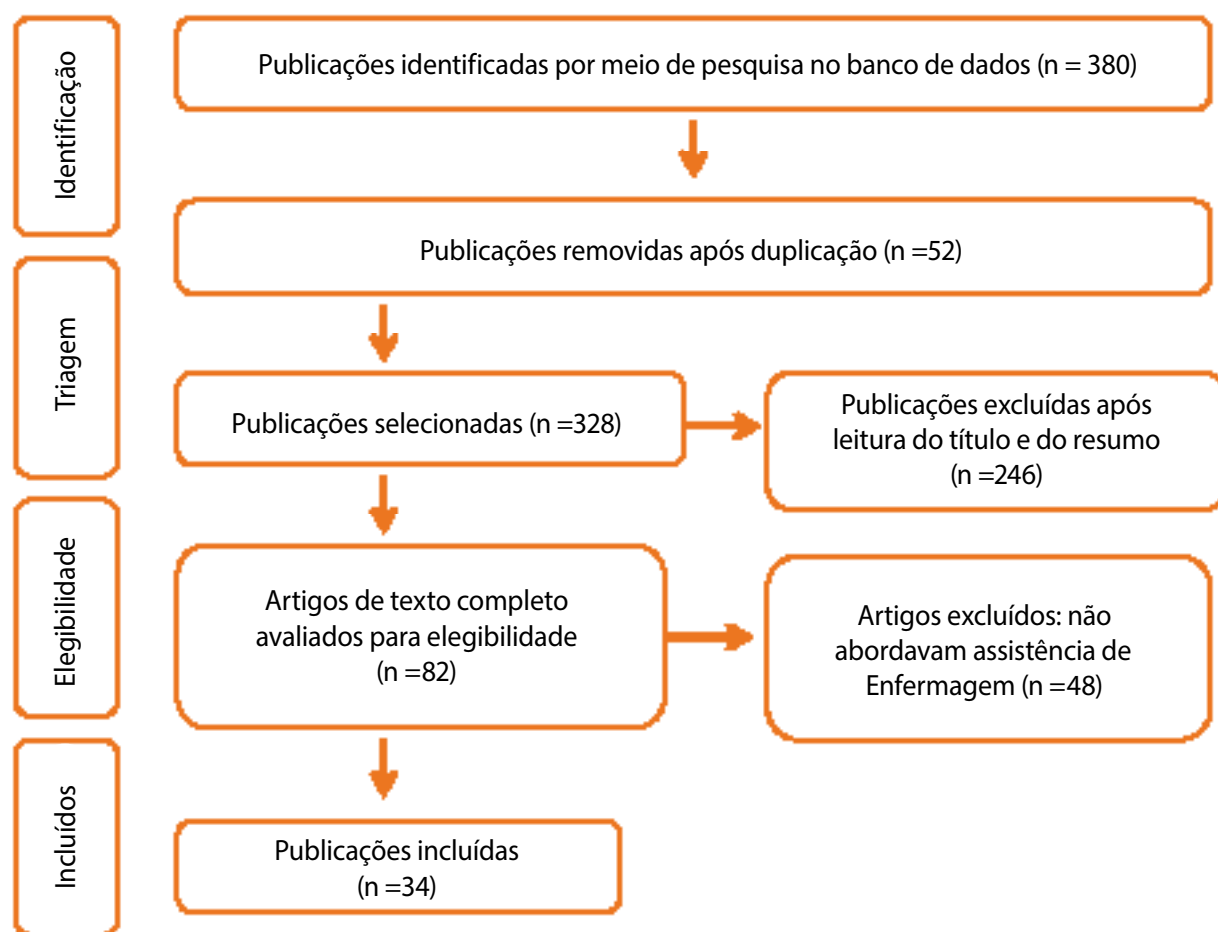 Identificação
Publicações identificadas por meio de pesquisa no banco de dados (n = 380)
Publicações removidas após duplicação (n =52)
Triagem
Publicações selecionadas (n =328)
Publicações excluídas após
leitura do título e do resumo
(n =246)
Elegibilidade
Artigos de texto completo
avaliados para elegibilidade
(n =82)
Artigos excluídos: não
abordavam assistência de
Enfermagem (n =48)
Incluídos
Publicações incluídas
(n =34)